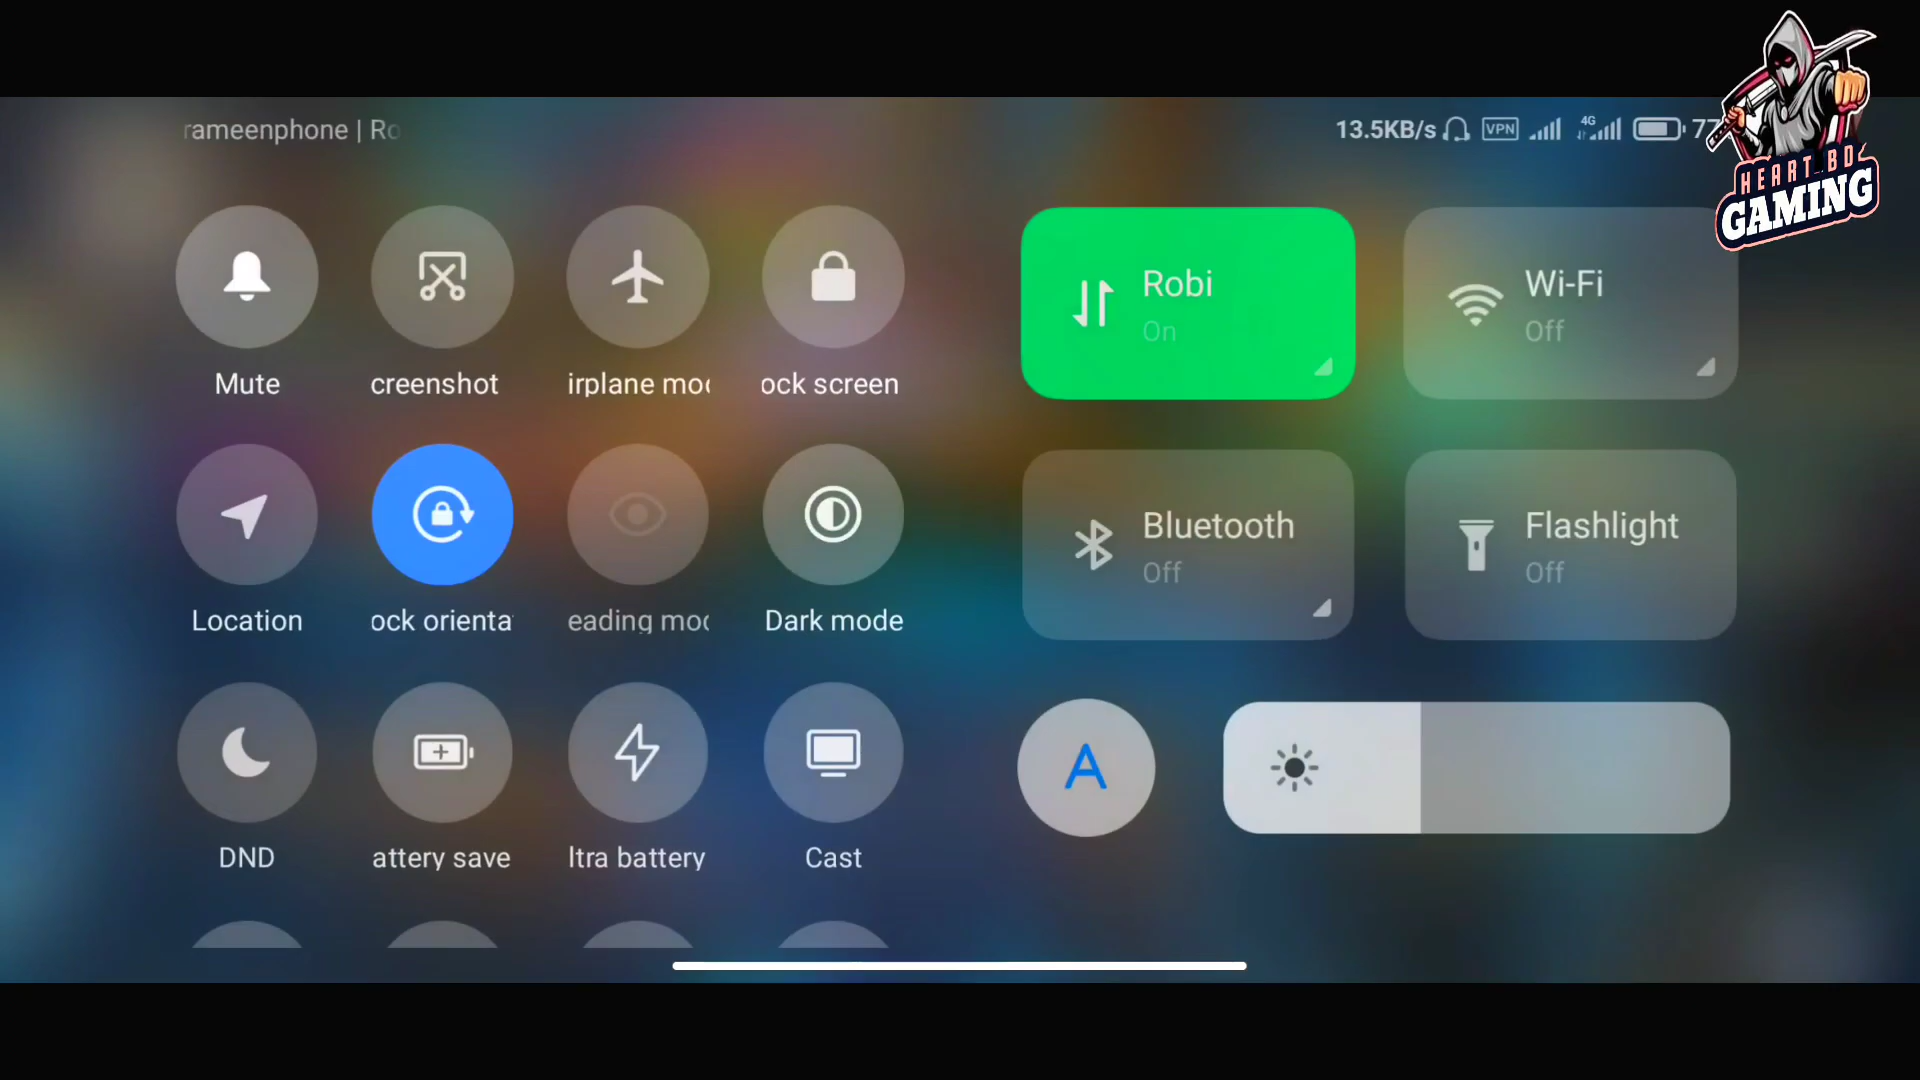 rameenphone | Ro
13.5KB/s VPN 4G 77
HEART BD
GAMING
Mute
creenshot
irplane mo
ock screen
Robi
On
Wi-Fi
Off
Location
ock orienta
eading mo
Dark mode
Bluetooth
Off
Flashlight
Off
DND
attery save
ltra battery
Cast
A